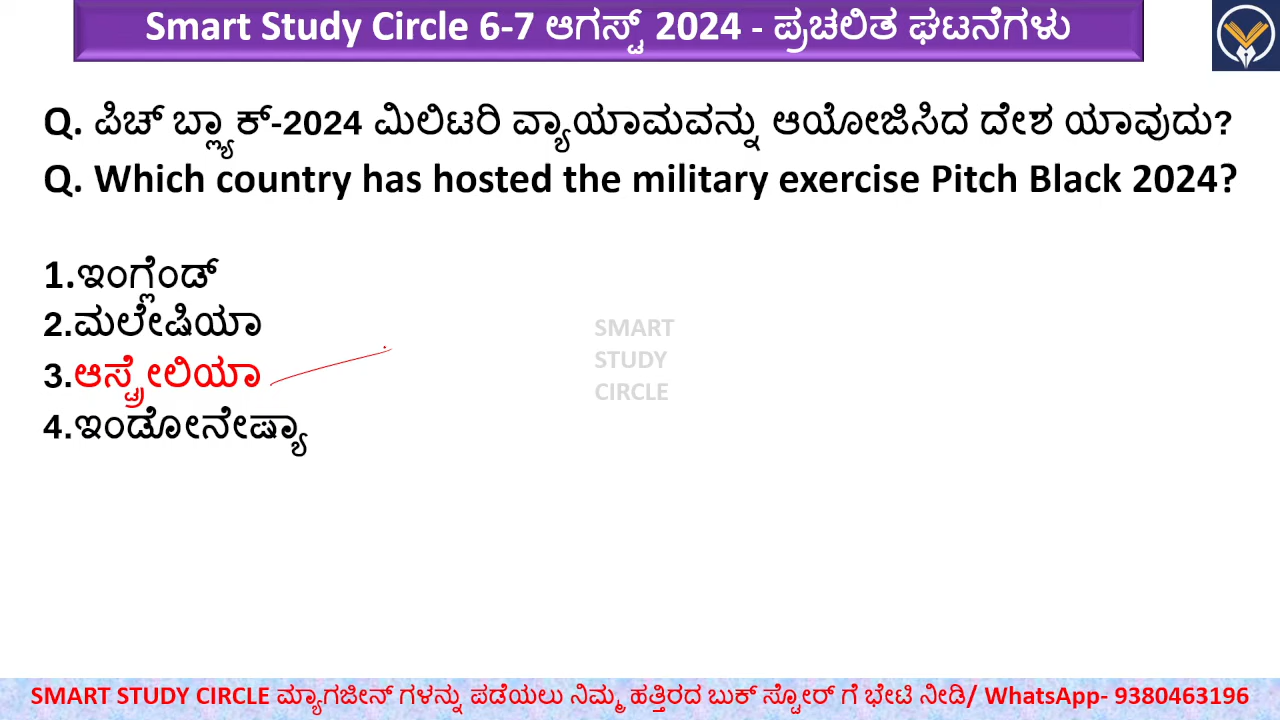 Smart Study Circle 6-7 ಆಗಸ್ಟ್ 2024 - ಪ್ರಚಲಿತ ಘಟನೆಗಳು
Q. ಪಿಚ್ ಬ್ಲ್ಯಾಕ್-2024 ಮಿಲಿಟರಿ ವ್ಯಾಯಾಮವನ್ನು ಆಯೋಜಿಸಿದ ದೇಶ ಯಾವುದು?
Q. Which country has hosted the military exercise Pitch Black 2024?
1.ಇಂಗ್ಲೆಂಡ್
2.ಮಲೇಷಿಯಾ
3.ಆಸ್ಟ್ರೇಲಿಯಾ
4.ಇಂಡೋನೇಷ್ಯಾ
SMART
STUDY
CIRCLE
SMART STUDY CIRCLE ಮ್ಯಾಗಜೀನ್ ಗಳನ್ನು ಪಡೆಯಲು ನಿಮ್ಮ ಹತ್ತಿರದ ಬುಕ್ ಸ್ಟೋರ್ ಗೆ ಭೇಟಿ ನೀಡಿ/ WhatsApp- 9380463196